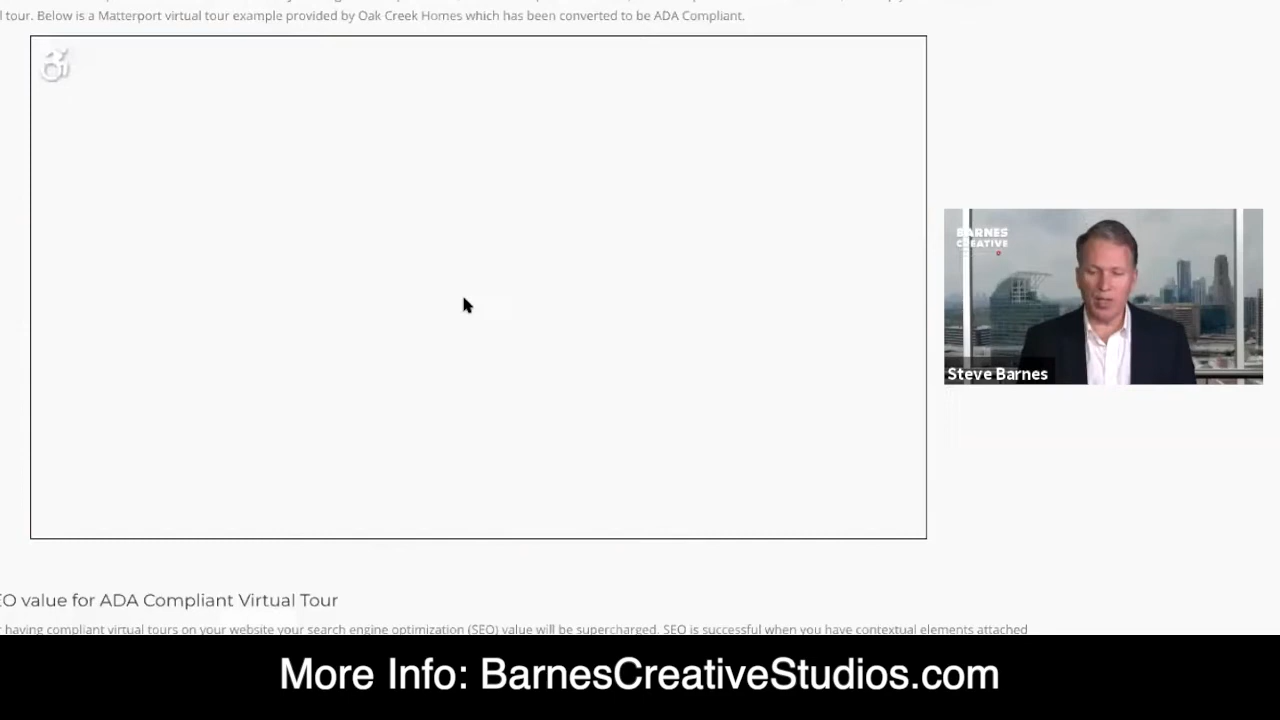 l tour. Below is a Matterport virtual tour example provided by Oak Creek Homes which has been converted to be ADA Compliant.
BARNES
CREATIVE
Steve Barnes
EO value for ADA Compliant Virtual Tour
having compliant virtual tours on your website your search engine optimization (SEO) value will be supercharged. SEO is successful when you have contextual elements attached
More Info: BarnesCreativeStudios.com